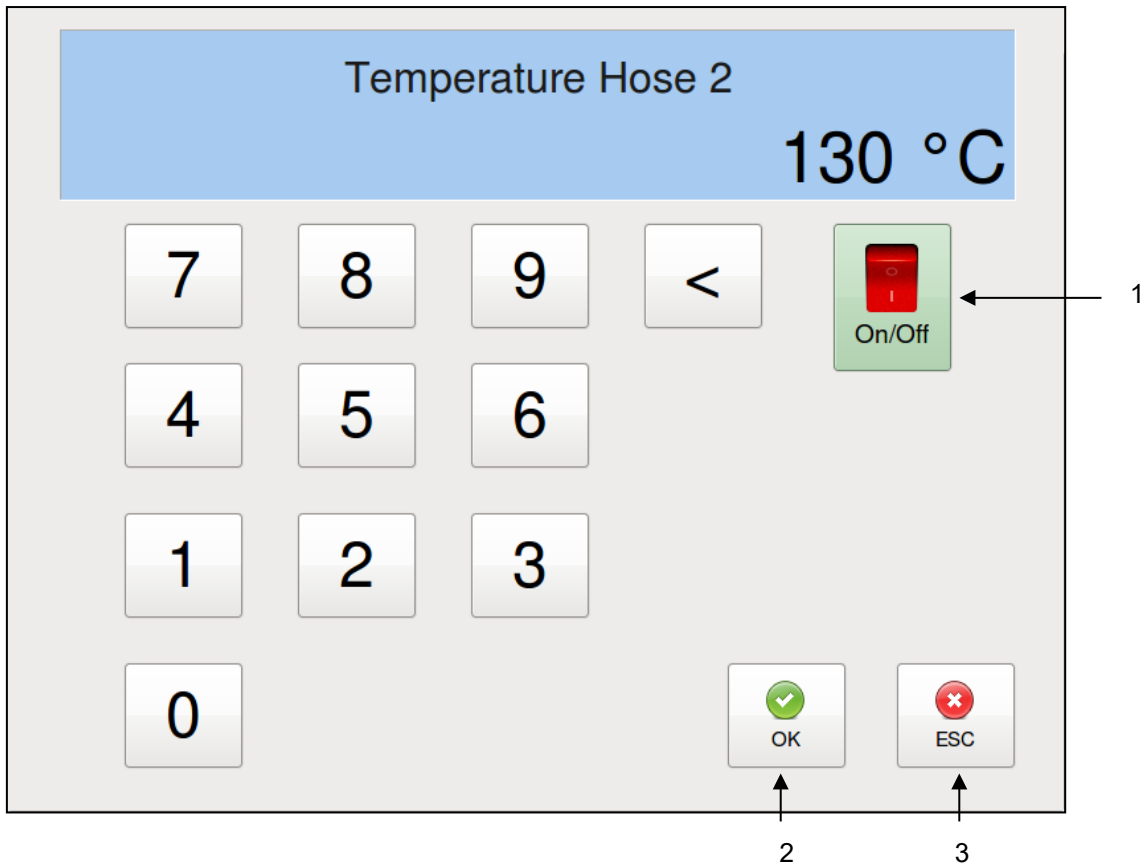 Temperature Hose 2
130 °C
7 8 9 <
O
I
On/Off
1
4 5 6
1 2 3
0
OK ESC
2 3